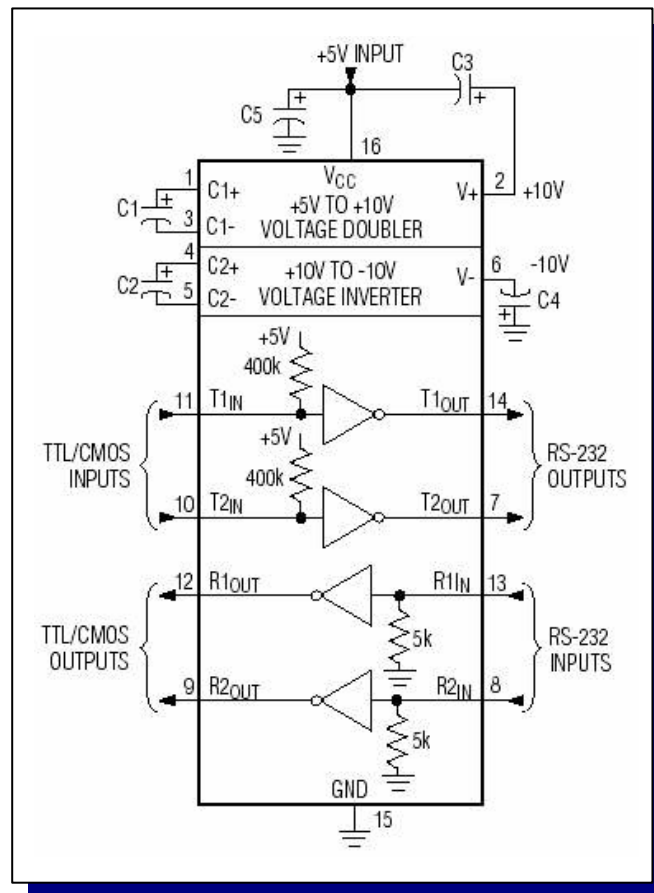 +5V INPUT
C3
+
C5
+
16
1
2
VCC
C1+
V+
+10V
+5V TO +10V
C1
+
3
C1-
VOLTAGE DOUBLER
4
C2+
+10V TO -10V
6
-10V
C2
+
V-
5
C2-
VOLTAGE INVERTER
C4
+
+5V
400k
11
T1IN
T1OUT
14
+5V
TTL/CMOS
INPUTS
RS-232
OUTPUTS
400k
10
T2IN
T2OUT
7
12
R1OUT
R1IN
13
5k
TTL/CMOS
OUTPUTS
RS-232
INPUTS
9
R2OUT
R2IN
8
5k
GND
15